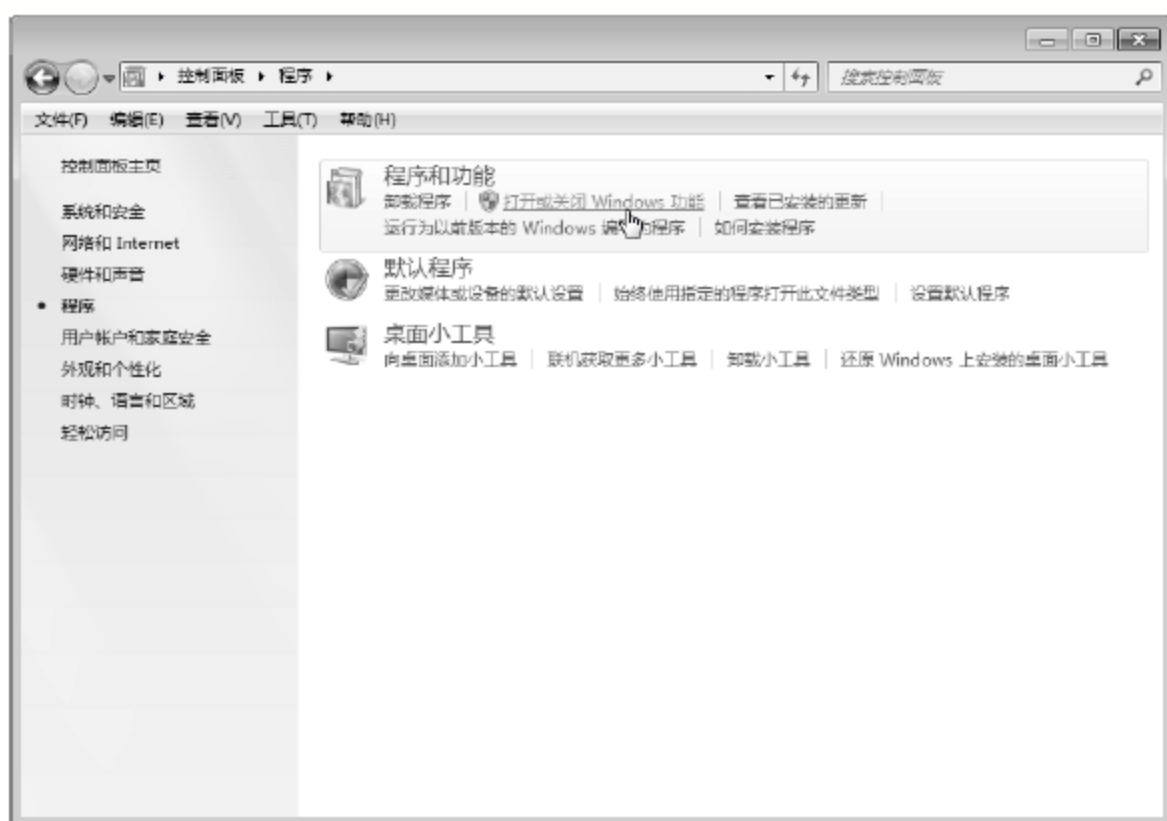 控制面板 程序
搜索控制面板
文件(F) 编辑(E) 查看(V) 工具(T) 帮助(H)
控制面板主页
系统和安全
网络和 Internet
硬件和声音
程序
用户帐户和家庭安全
外观和个性化
时钟、语言和区域
轻松访问
程序和功能
卸载程序 打开或关闭 Windows 功能 查看已安装的更新
运行为以前版本的 Windows 编的程序 如何安装程序
默认程序
更改媒体或设备的默认设置 始终使用指定的程序打开此文件类型 设置默认程序
桌面小工具
向桌面添加小工具 联机获取更多小工具 卸载小工具 还原 Windows 上安装的桌面小工具